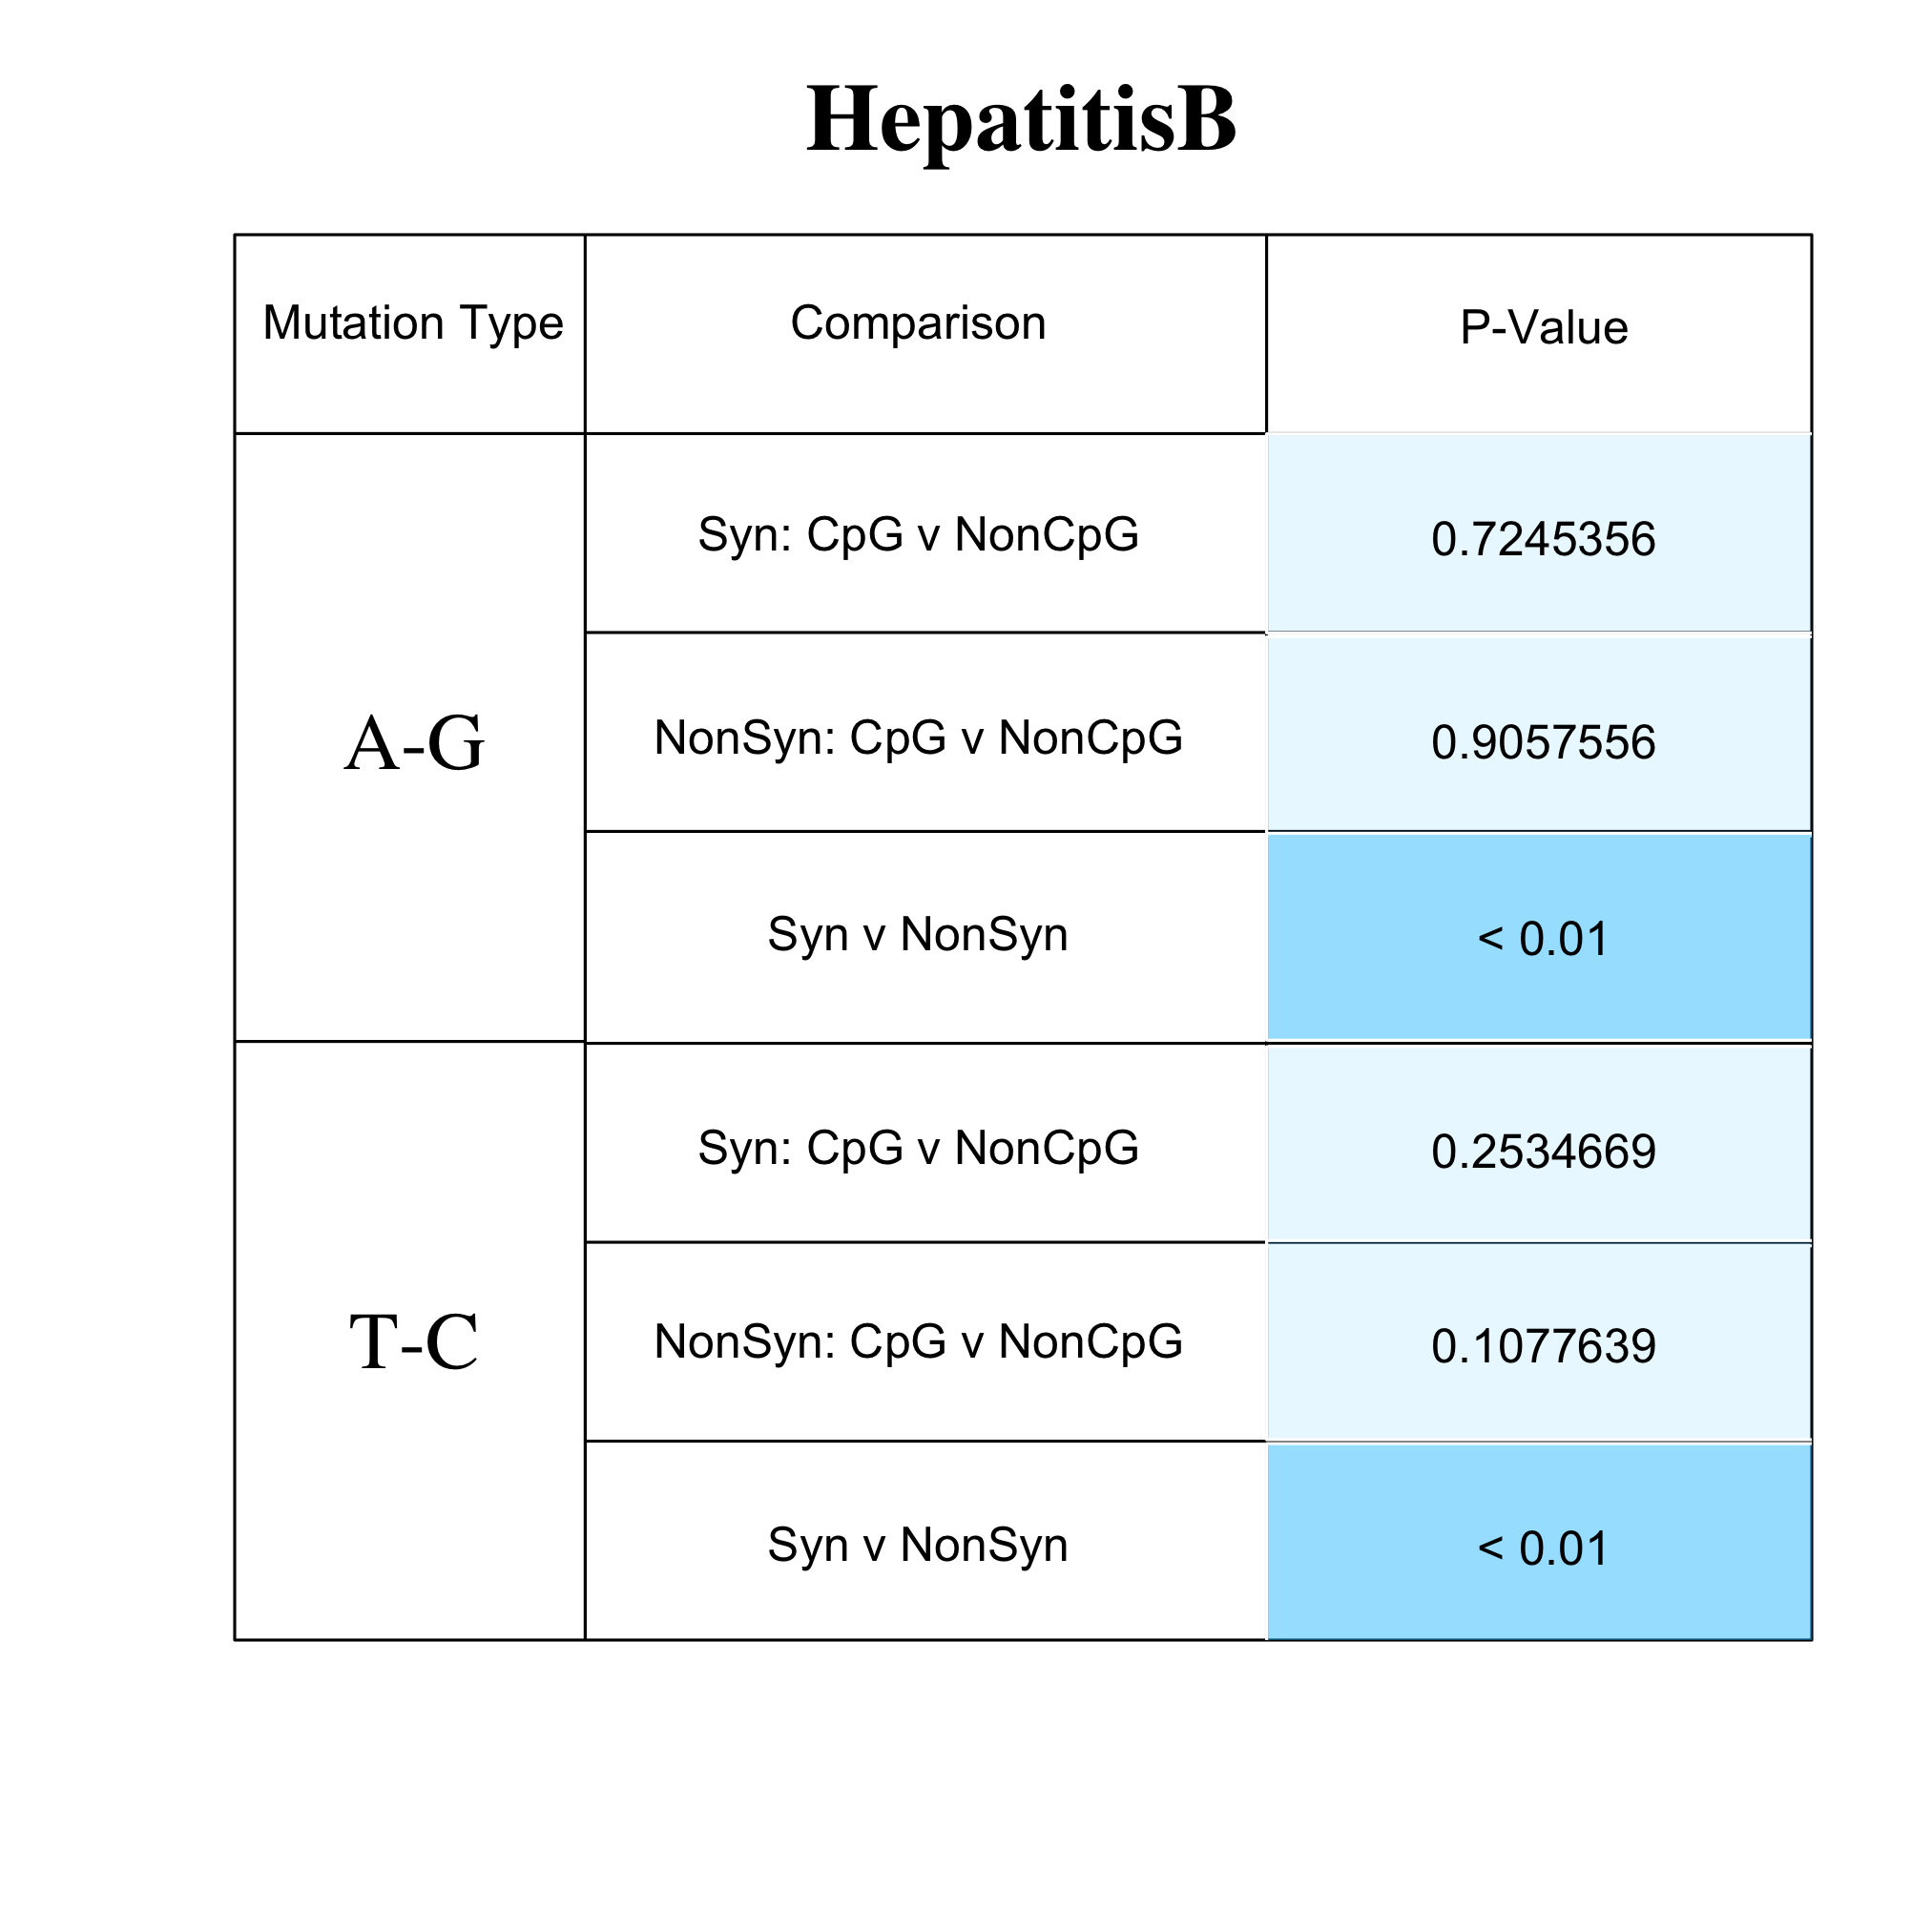 HepatitisB
Mutation Type Comparison P-Value
A-G
Syn: CpG v NonCpG 0.7245356
NonSyn: CpG v NonCpG 0.9057556
Syn v NonSyn < 0.01
T-C
Syn: CpG v NonCpG 0.2534669
NonSyn: CpG v NonCpG 0.1077639
Syn v NonSyn < 0.01